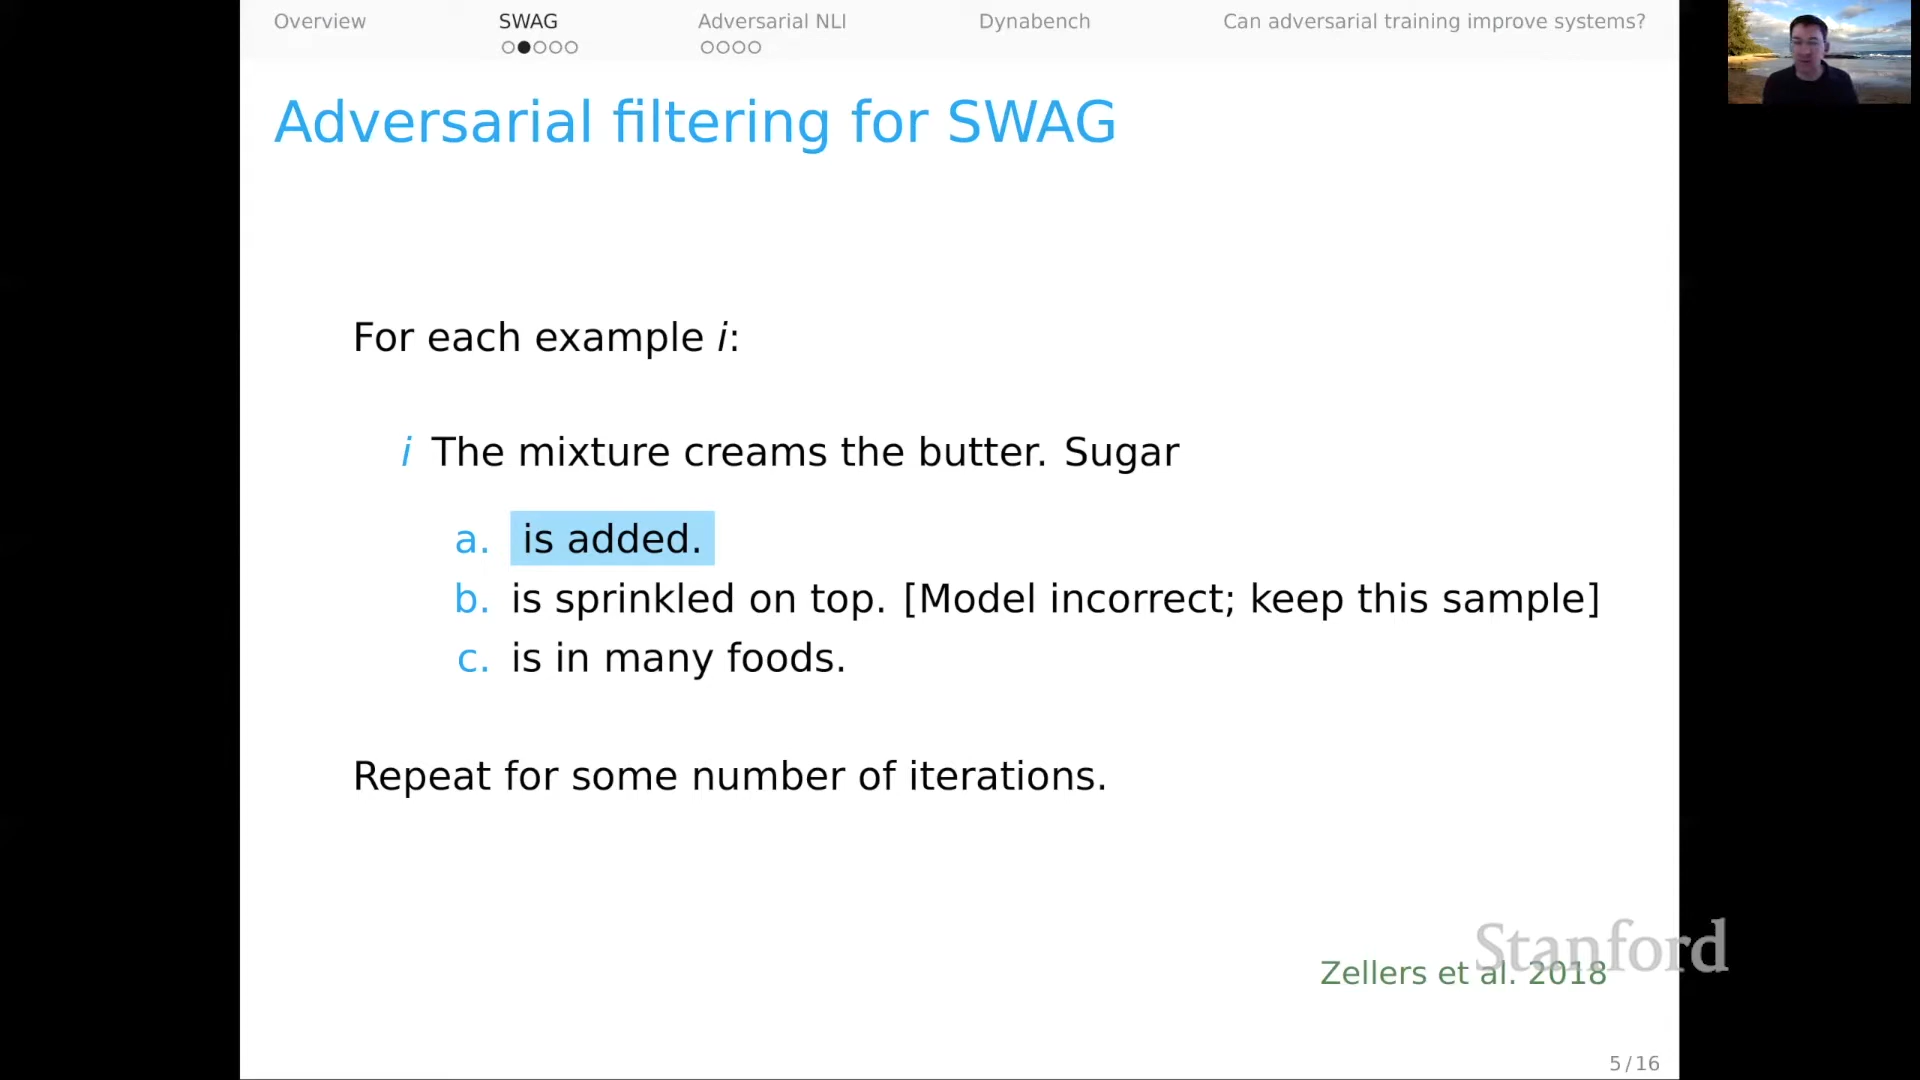 Overview SWAG Adversarial NLI Dynabench Can adversarial training improve systems?
Adversarial filtering for SWAG
For each example i:
i The mixture creams the butter. Sugar
a. is added.
b. is sprinkled on top. [Model incorrect; keep this sample]
c. is in many foods.
Repeat for some number of iterations.
Stanford
Zellers et al. 2018
5/16